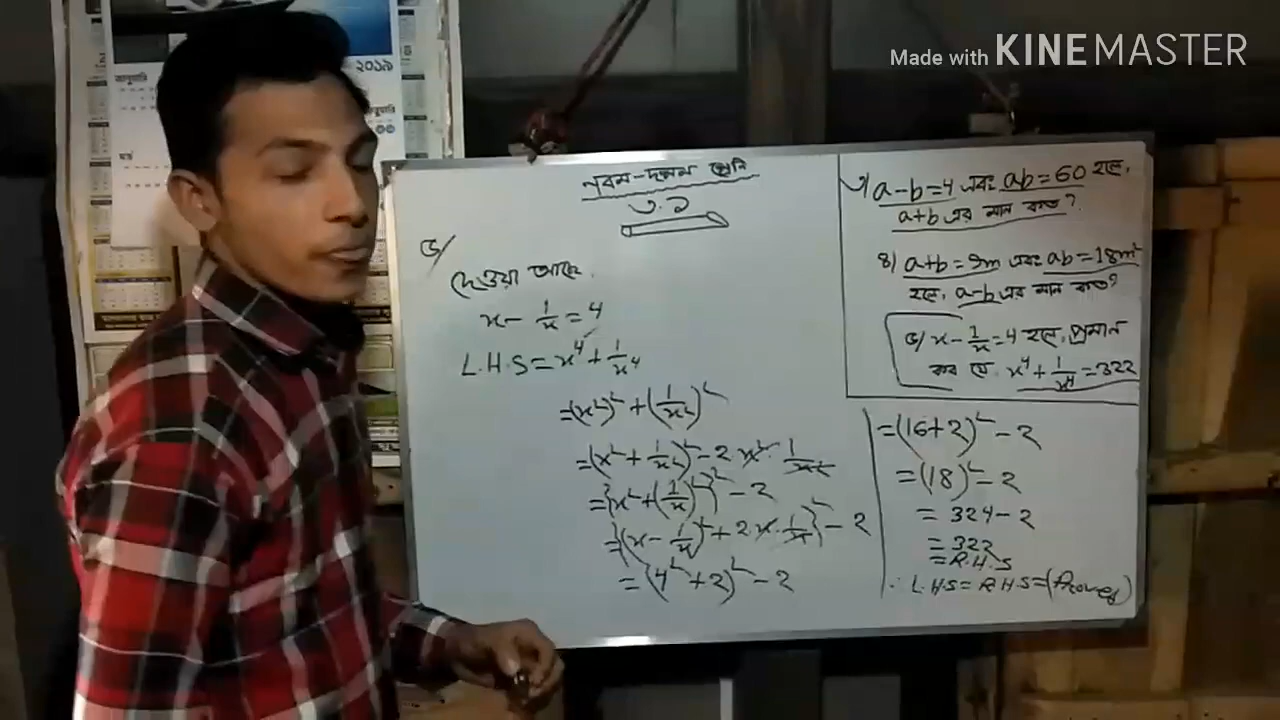 Made with KINEMASTER
২০১৯
নবম-দশম শ্রেনি
৩.১
৬/
দেওয়া আছে,
x - 1/x = 4
L.H.S = x⁴ + 1/x⁴
= (x²)² + (1/x²)²
= (x² + 1/x²)² - 2 x² · 1/x²
= {x² + (1/x)²}² - 2
= {(x - 1/x)² + 2·x·1/x}² - 2
= (4² + 2)² - 2
a-b=4 এবং ab=60 হলে,
a+b এর মান কত?
৪) a+b=9m এবং ab=18m²
হলে, a-b এর মান কত?
৬) x - 1/x = 4 হলে, প্রমান
কর যে, x⁴ + 1/x⁴ = 322
= (16+2)² - 2
= (18)² - 2
= 324 - 2
= 322
= R.H.S
∴ L.H.S = R.H.S = (Proved)